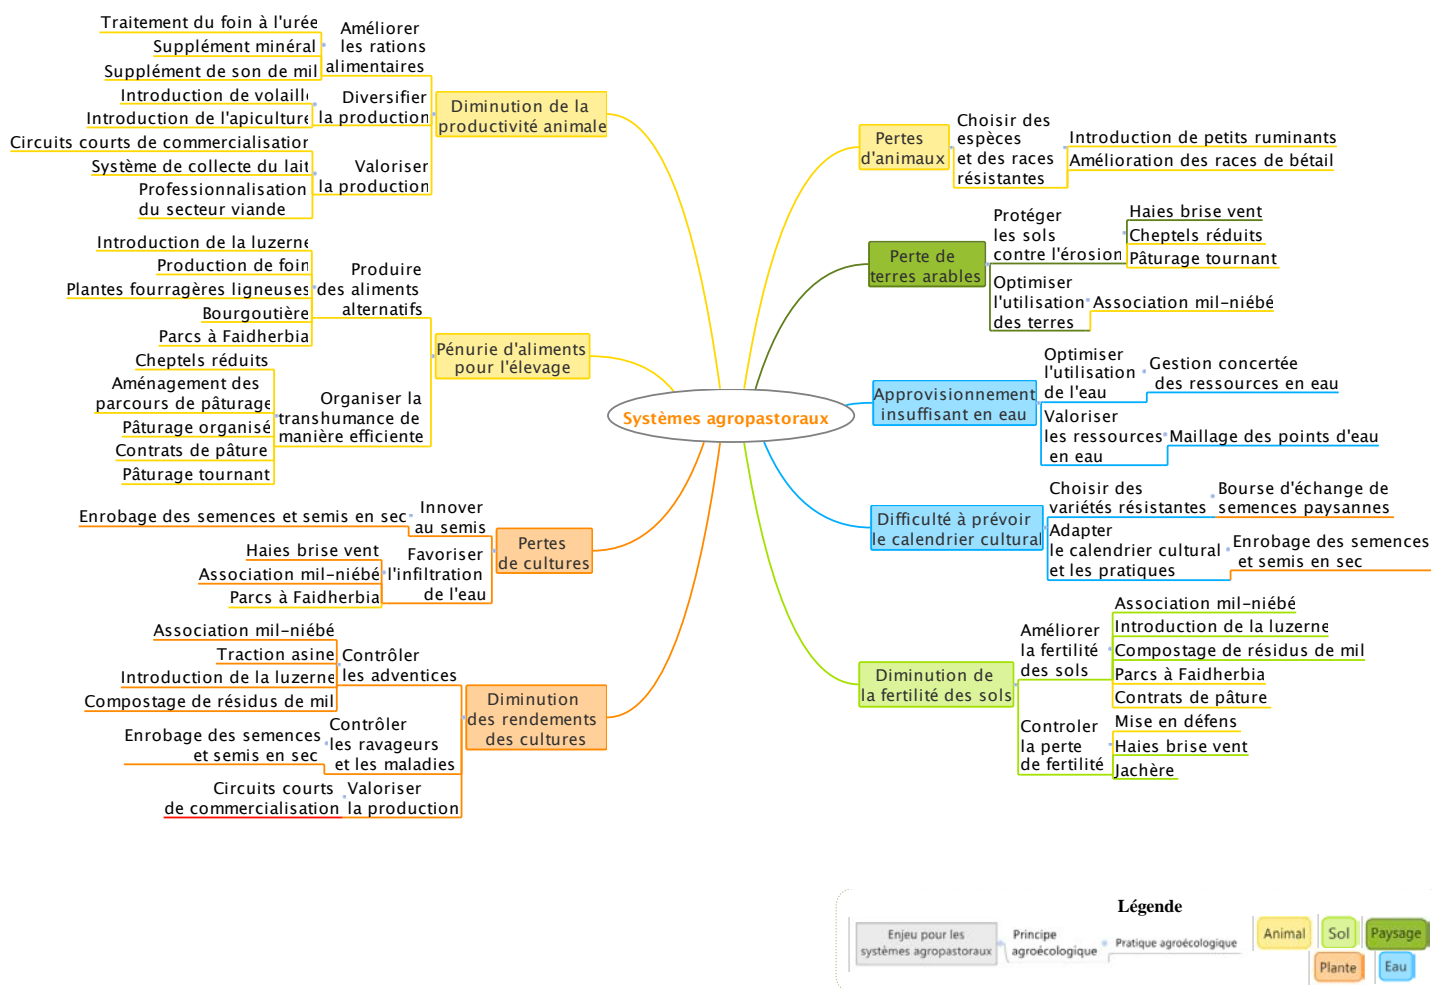 Traitement du foin à l'urée
Supplément minéral
Supplément de son de mil
Améliorer
les rations
alimentaires
Introduction de volaille
Introduction de l'apiculture
Diversifier
la production
Circuits courts de commercialisation
Système de collecte du lait
Professionnalisation
du secteur viande
Valoriser
la production
Diminution de la
productivité animale
Introduction de la luzerne
Production de foin
Plantes fourragères ligneuses
Bourgoutière
Parcs à Faidherbia
Produire
des aliments
alternatifs
Cheptels réduits
Aménagement des
parcours de pâturage
Pâturage organisé
Contrats de pâture
Pâturage tournant
Organiser la
transhumance de
manière efficiente
Pénurie d'aliments
pour l'élevage
Enrobage des semences et semis en sec
Innover
au semis
Haies brise vent
Association mil-niébé
Parcs à Faidherbia
Favoriser
l'infiltration
de l'eau
Pertes
de cultures
Association mil-niébé
Traction asine
Introduction de la luzerne
Compostage de résidus de mil
Contrôler
les adventices
Enrobage des semences
et semis en sec
Contrôler
les ravageurs
et les maladies
Circuits courts
de commercialisation
Valoriser
la production
Diminution
des rendements
des cultures
Systèmes agropastoraux
Pertes
d'animaux
Choisir des
espèces
et des races
résistantes
Introduction de petits ruminants
Amélioration des races de bétail
Perte de
terres arables
Protéger
les sols
contre l'érosion
Haies brise vent
Cheptels réduits
Pâturage tournant
Optimiser
l'utilisation
des terres
Association mil-niébé
Approvisionnement
insuffisant en eau
Optimiser
l'utilisation
de l'eau
Gestion concertée
des ressources en eau
Valoriser
les ressources
en eau
Maillage des points d'eau
Difficulté à prévoir
le calendrier cultural
Choisir des
variétés résistantes
Bourse d'échange de
semences paysannes
Adapter
le calendrier cultural
et les pratiques
Enrobage des semences
et semis en sec
Diminution de
la fertilité des sols
Améliorer
la fertilité
des sols
Association mil-niébé
Introduction de la luzerne
Compostage de résidus de mil
Parcs à Faidherbia
Contrats de pâture
Controler
la perte
de fertilité
Mise en défens
Haies brise vent
Jachère
Légende
Enjeu pour les
systèmes agropastoraux
Principe
agroécologique
Pratique agroécologique
Animal
Sol
Paysage
Plante
Eau